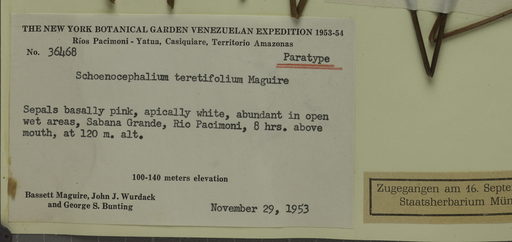 THE NEW YORK BOTANICAL GARDEN VENEZUELAN EXPEDITION 1953-54
Rios Pacimoni - Yatua, Casiquiare, Territorio Amazonas
No. 36468
Paratype
Schoenocephalium teretifolium Maguire
Sepals basally pink, apically white, abundant in open
wet areas, Sabana Grande, Rio Pacimoni, 8 hrs. above
mouth, at 120 m. alt.
100-140 meters elevation
Bassett Maguire, John J. Wurdack
and George S. Bunting
November 29, 1953
Zugegangen am 16. Septe
Staatsherbarium Mün